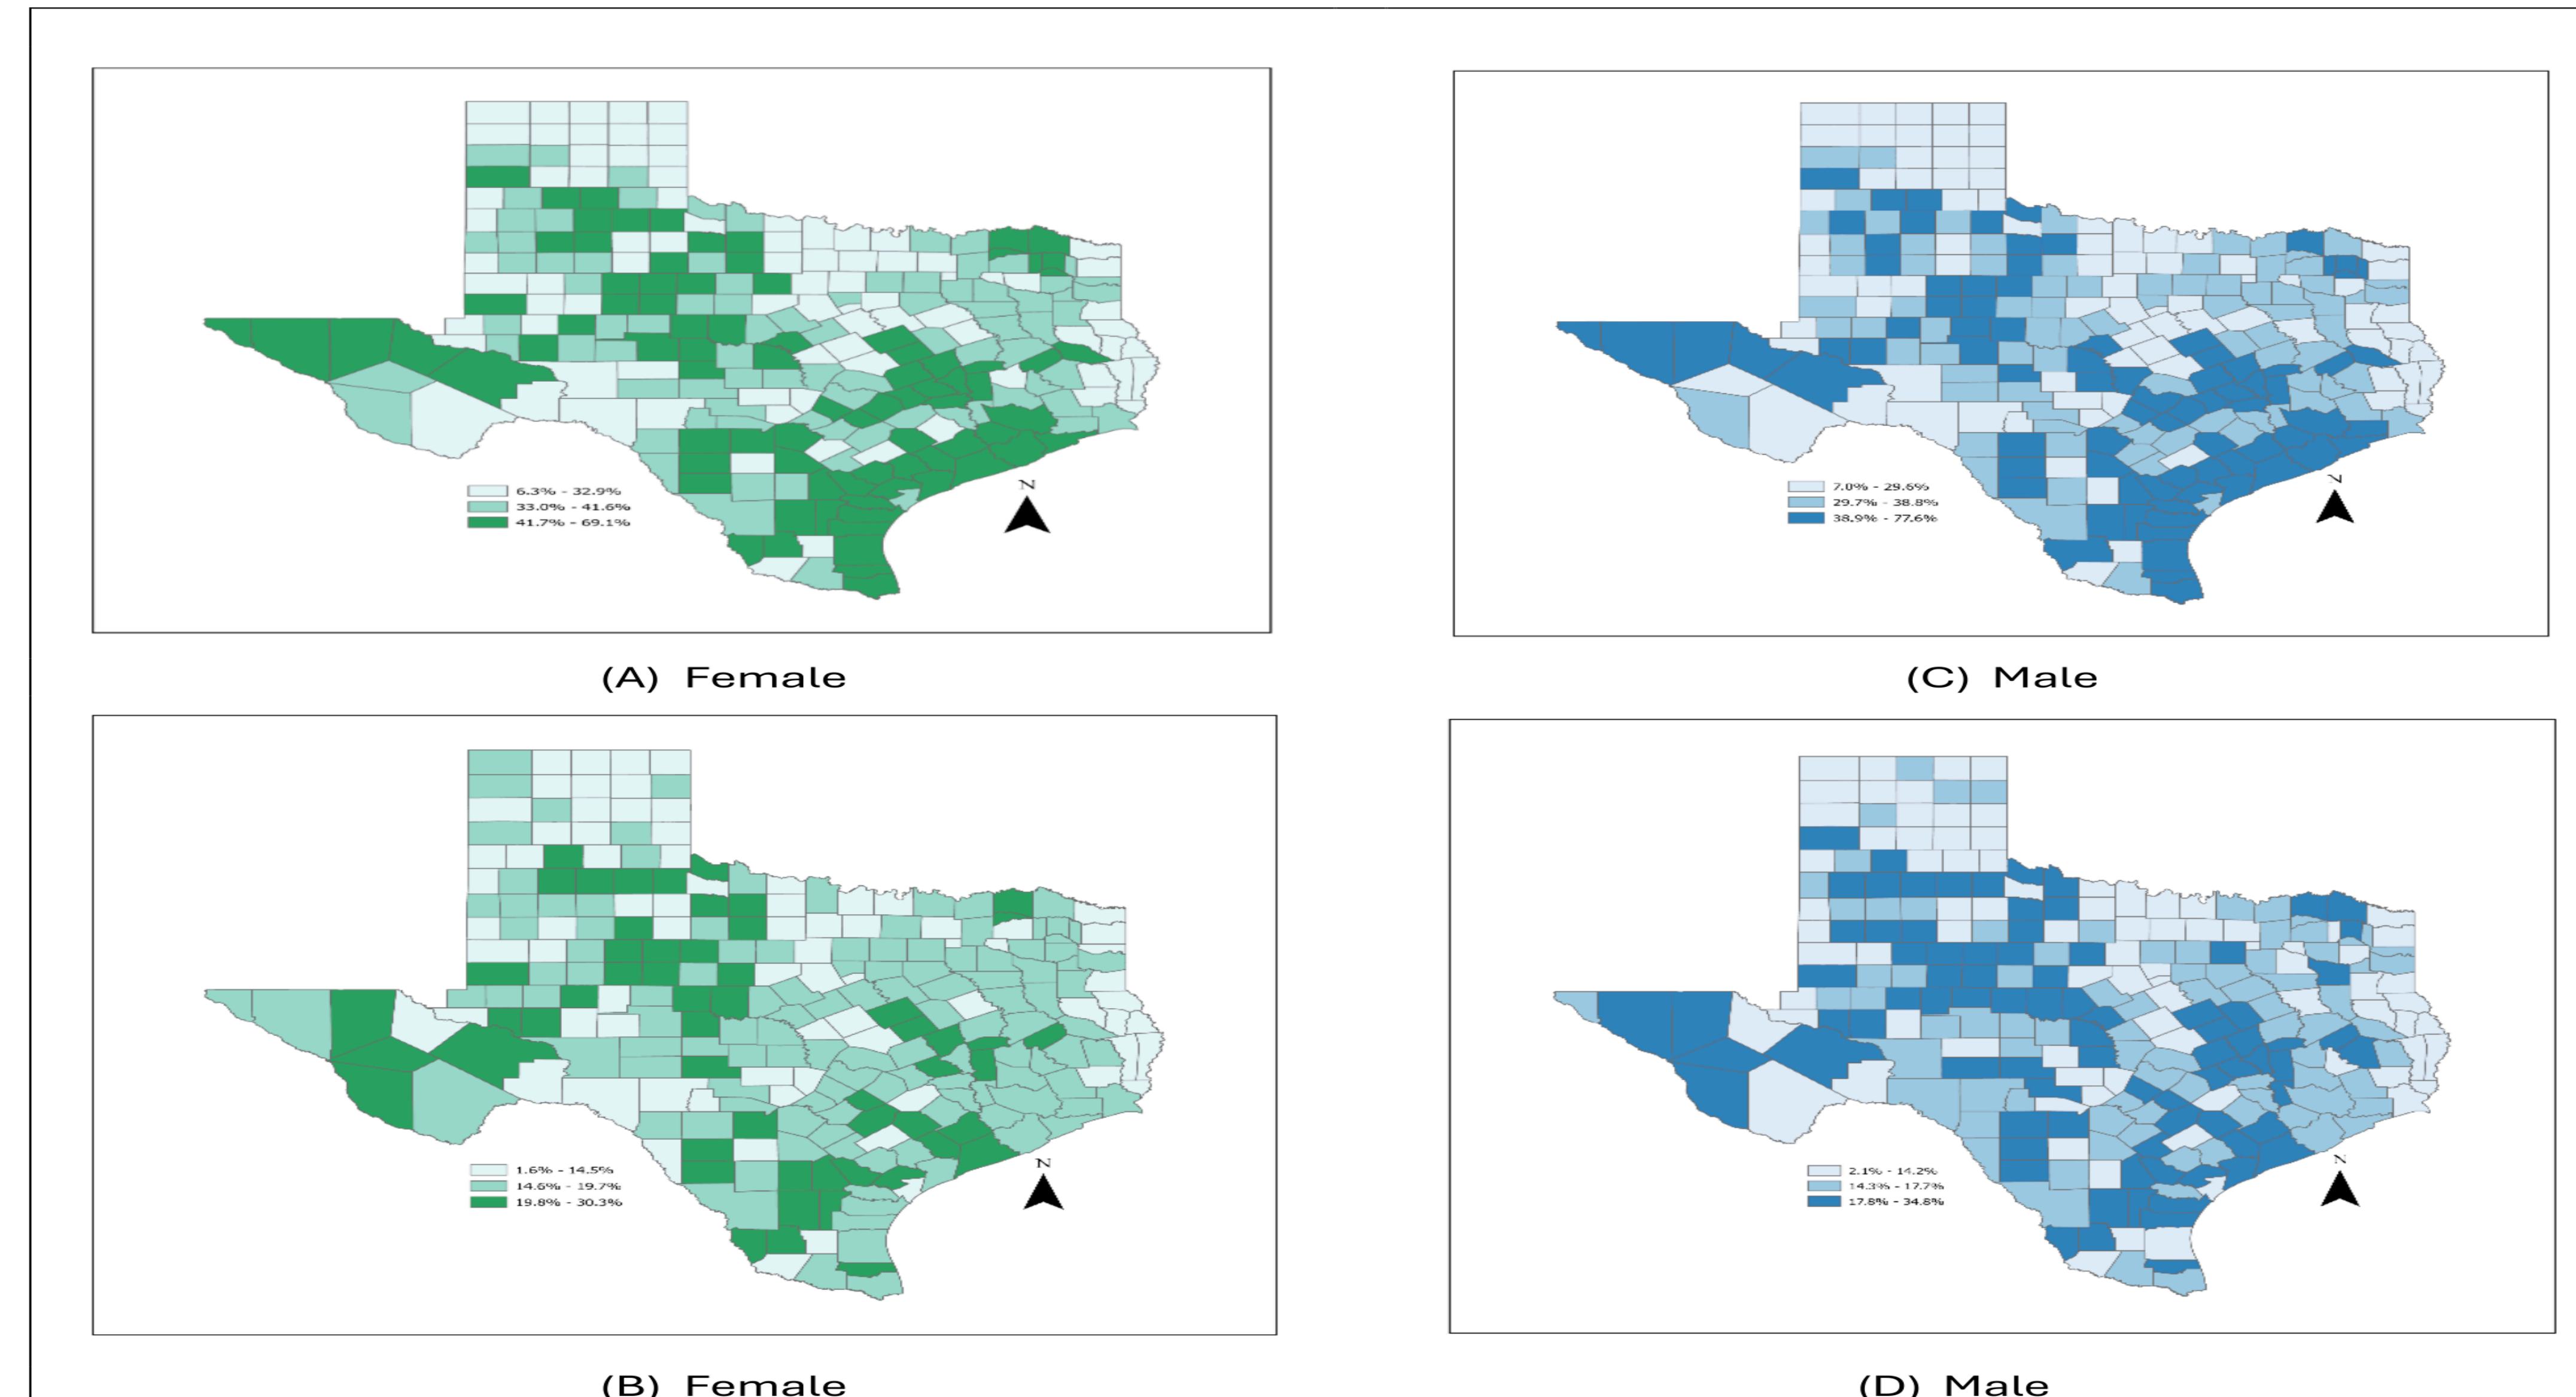 N
6.3% - 32.9%
33.0% - 41.6%
41.7% - 69.1%
(A) Female
N
7.0% - 29.6%
29.7% - 38.8%
38.9% - 77.6%
(C) Male
N
1.6% - 14.5%
14.6% - 19.7%
19.8% - 30.3%
(B) Female
N
2.1% - 14.2%
14.3% - 17.7%
17.8% - 34.8%
(D) Male